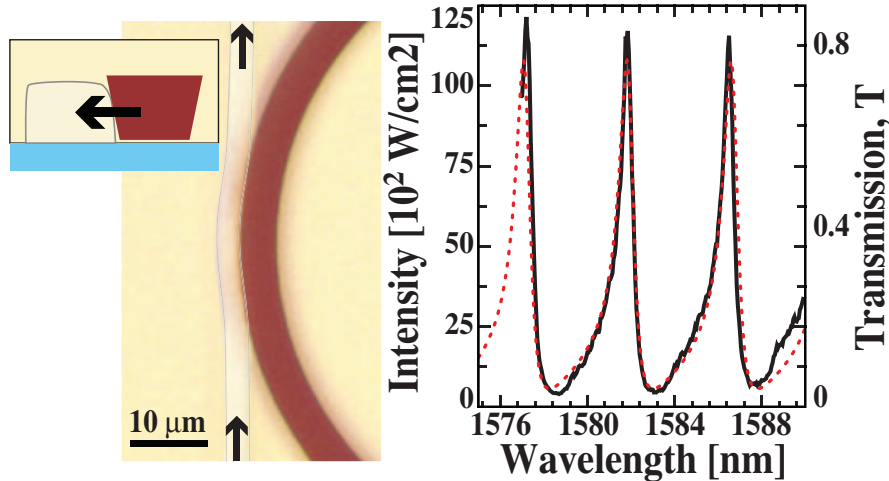 10 μm
Intensity [10² W/cm2]
125
100
75
50
25
0
0.8
0.4
0
Transmission, T
1576 1580 1584 1588
Wavelength [nm]